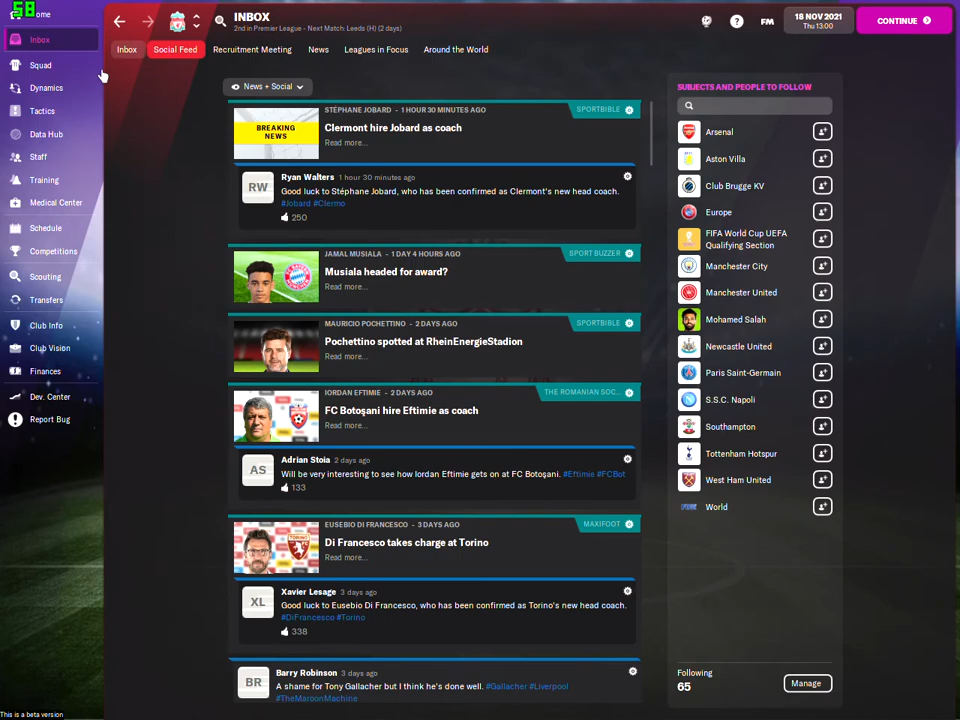 58
ome
INBOX
2nd in Premier League - Next Match: Leeds (H) (2 days)
?
FM
18 NOV 2021
Thu 13:00
CONTINUE
Inbox
Social Feed
Recruitment Meeting
News
Leagues in Focus
Around the World
Inbox
Squad
Dynamics
Tactics
Data Hub
Staff
Training
Medical Center
Schedule
Competitions
Scouting
Transfers
Club Info
Club Vision
Finances
Dev. Center
Report Bug
This is a beta version
News + Social
BREAKING
NEWS
STÉPHANE JOBARD - 1 HOUR 30 MINUTES AGO
SPORTBIBLE
Clermont hire Jobard as coach
Read more...
RW
Ryan Walters 1 hour 30 minutes ago
Good luck to Stéphane Jobard, who has been confirmed as Clermont's new head coach.
#Jobard #Clermo
250
JAMAL MUSIALA - 1 DAY 4 HOURS AGO
SPORT BUZZER
Musiala headed for award?
Read more...
MAURICIO POCHETTINO - 2 DAYS AGO
SPORTBIBLE
Pochettino spotted at RheinEnergieStadion
Read more...
IORDAN EFTIMIE - 2 DAYS AGO
THE ROMANIAN SOC...
FC Botoșani hire Eftimie as coach
Read more...
AS
Adrian Stoia 2 days ago
Will be very interesting to see how Iordan Eftimie gets on at FC Botoșani. #Eftimie #FCBot
133
EUSEBIO DI FRANCESCO - 3 DAYS AGO
MAXIFOOT
Di Francesco takes charge at Torino
Read more...
XL
Xavier Lesage 3 days ago
Good luck to Eusebio Di Francesco, who has been confirmed as Torino's new head coach.
#DiFrancesco #Torino
338
BR
Barry Robinson 3 days ago
A shame for Tony Gallacher but I think he's done well. #Gallacher #Liverpool
#TheMaroonMachine
SUBJECTS AND PEOPLE TO FOLLOW
Arsenal
Aston Villa
Club Brugge KV
Europe
FIFA World Cup UEFA
Qualifying Section
Manchester City
Manchester United
Mohamed Salah
Newcastle United
Paris Saint-Germain
S.S.C. Napoli
Southampton
Tottenham Hotspur
West Ham United
World
Following
65
Manage